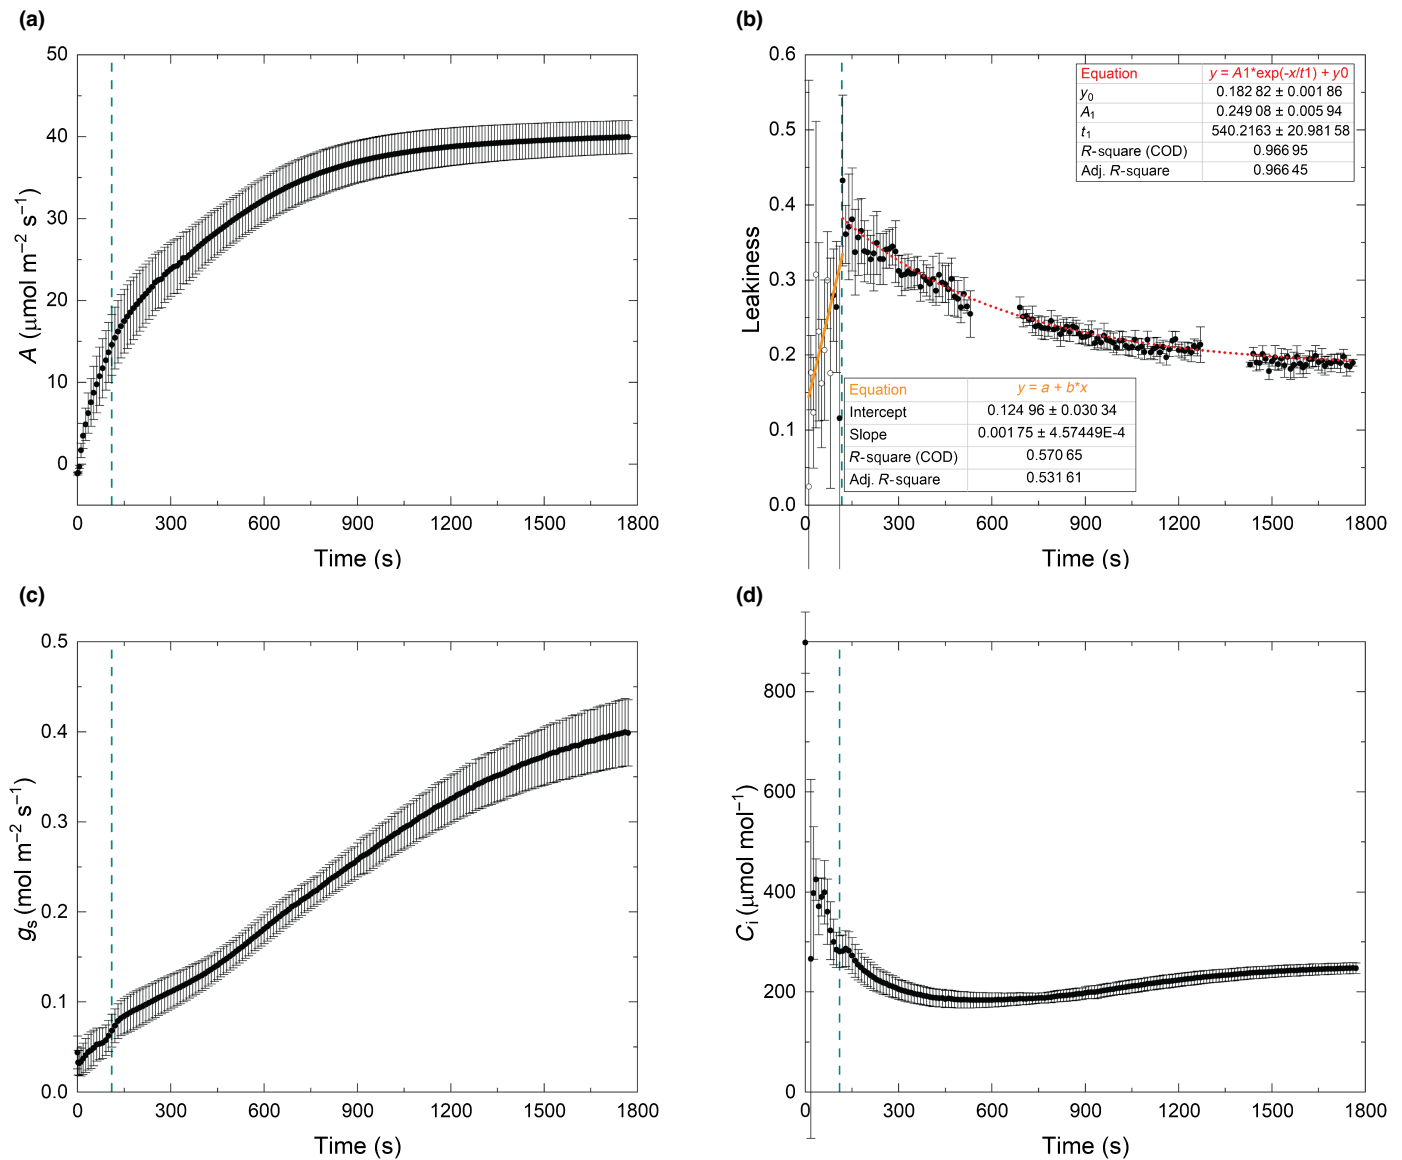 (a)
50
40
30
20
10
0
A (μmol m−2 s−1)
0 300 600 900 1200 1500 1800
Time (s)
(b)
0.6
0.5
0.4
0.3
0.2
0.1
0.0
Leakiness
Equation y = A1*exp(-x/t1) + y0
y0 0.182 82 ± 0.001 86
A1 0.249 08 ± 0.005 94
t1 540.2163 ± 20.981 58
R-square (COD) 0.966 95
Adj. R-square 0.966 45
Equation y = a + b*x
Intercept 0.124 96 ± 0.030 34
Slope 0.001 75 ± 4.57449E-4
R-square (COD) 0.570 65
Adj. R-square 0.531 61
0 300 600 900 1200 1500 1800
Time (s)
(c)
0.5
0.4
0.3
0.2
0.1
0.0
gs (mol m−2 s−1)
0 300 600 900 1200 1500 1800
Time (s)
(d)
800
600
400
200
0
Ci (μmol mol−1)
0 300 600 900 1200 1500 1800
Time (s)